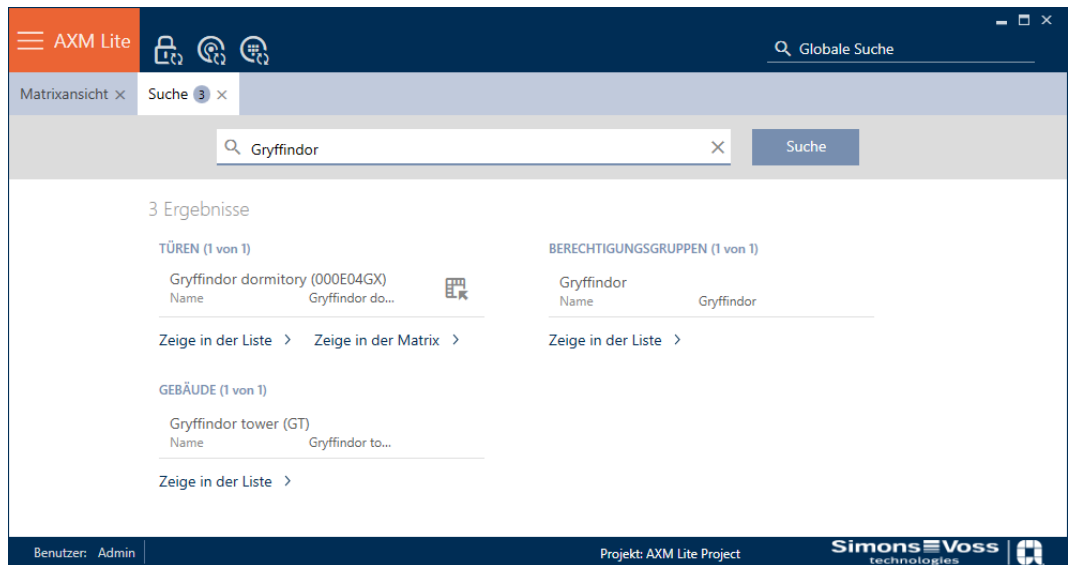 AXM Lite
Globale Suche
Matrixansicht
Suche 3
Gryffindor
Suche
3 Ergebnisse
TÜREN (1 von 1)
Gryffindor dormitory (000E04GX)
Name Gryffindor do...
Zeige in der Liste Zeige in der Matrix
BERECHTIGUNGSGRUPPEN (1 von 1)
Gryffindor
Name Gryffindor
Zeige in der Liste
GEBÄUDE (1 von 1)
Gryffindor tower (GT)
Name Gryffindor to...
Zeige in der Liste
Benutzer: Admin
Projekt: AXM Lite Project
Simons Voss
technologies